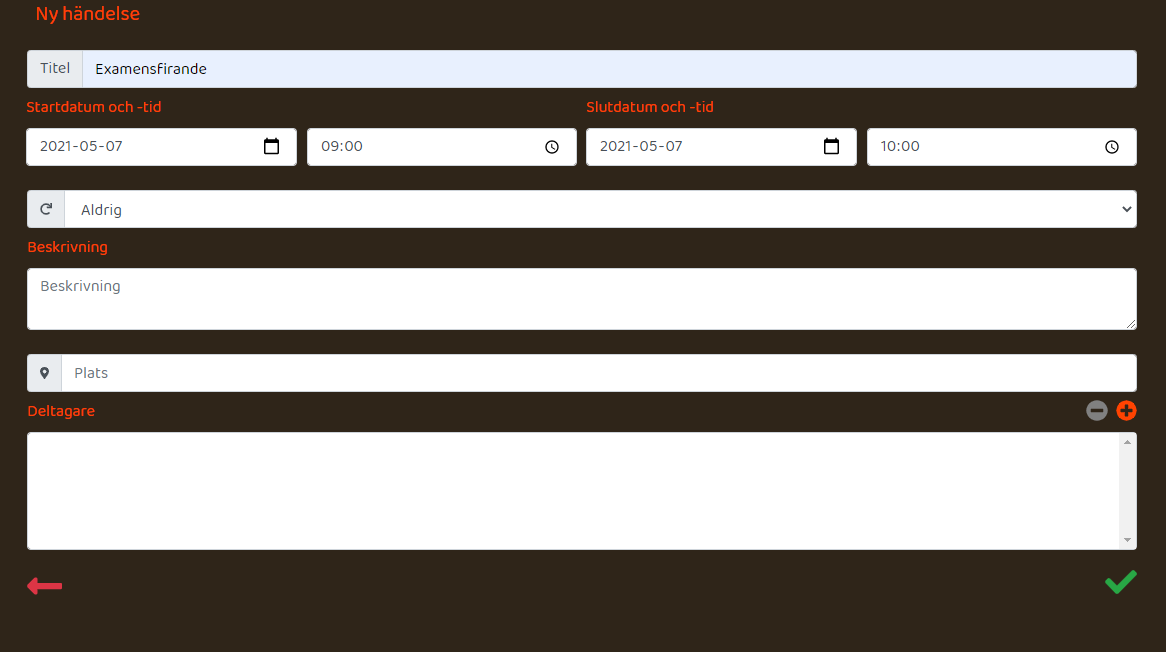 Ny händelse
Titel Examensfirande
Startdatum och -tid Slutdatum och -tid
2021-05-07 09:00 2021-05-07 10:00
Aldrig
Beskrivning
Beskrivning
Plats
Deltagare